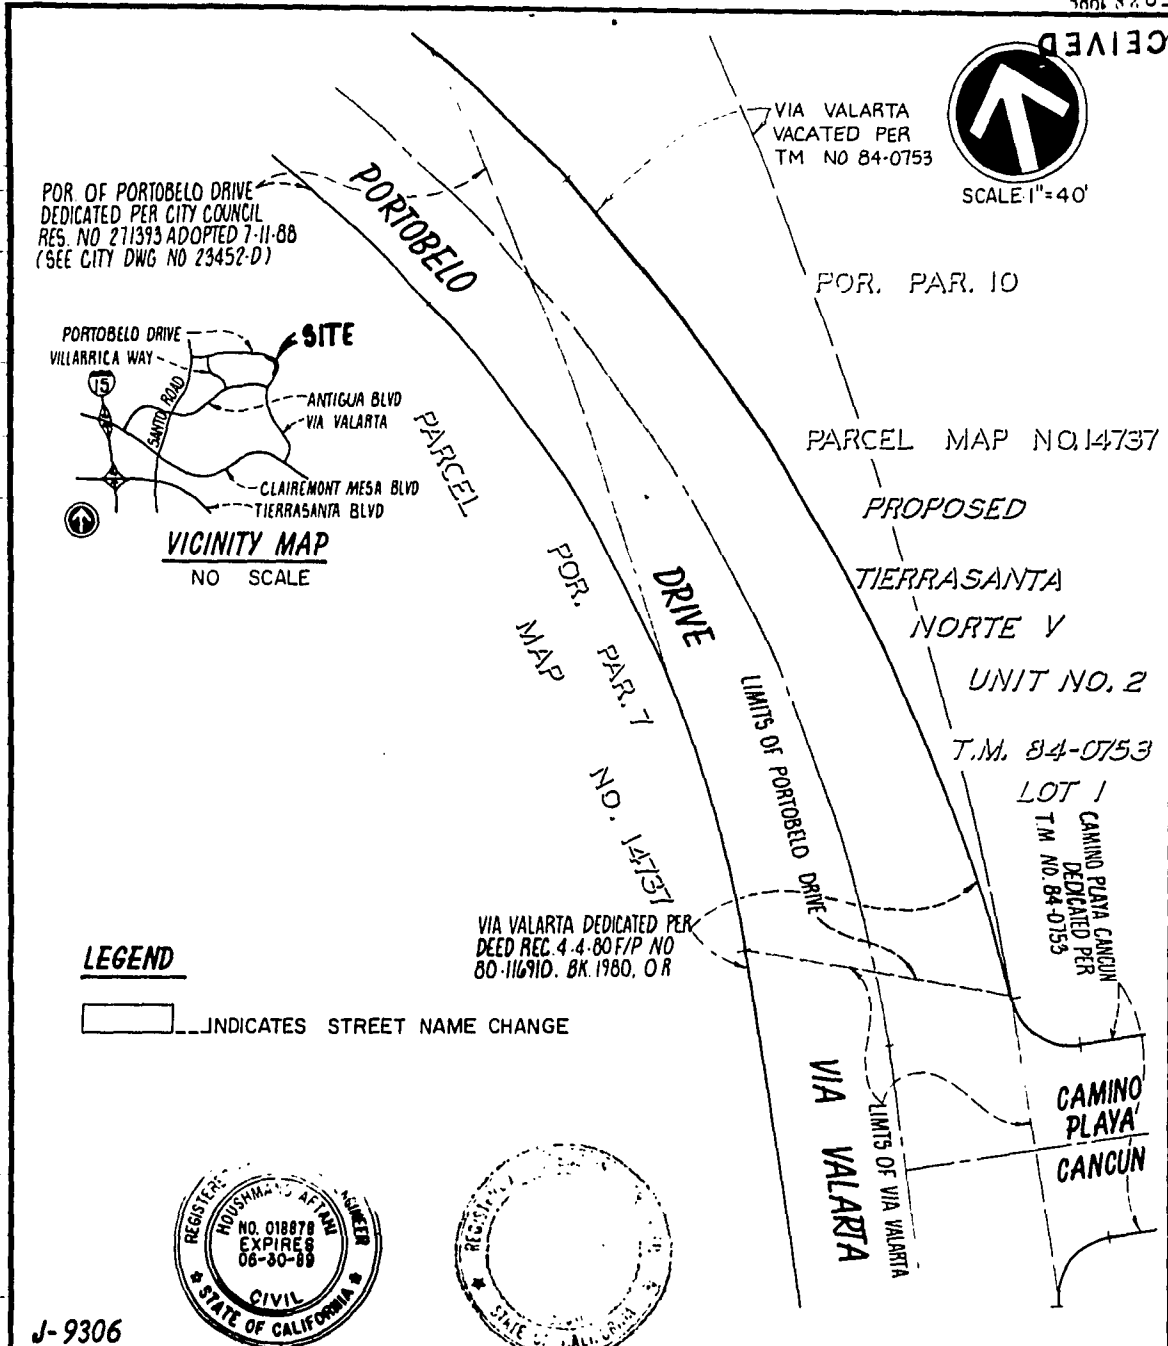 CEIVED
VIA VALARTA
VACATED PER
TM NO 84-0753
SCALE 1"=40'
POR. OF PORTOBELO DRIVE
DEDICATED PER CITY COUNCIL
RES. NO 271393 ADOPTED 7-11-88
(SEE CITY DWG NO 23452-D)
PORTOBELO
DRIVE
POR. PAR. 10
PORTOBELO DRIVE
VILLARRICA WAY
SITE
15
SANTO ROAD
ANTIGUA BLVD
VIA VALARTA
CLAIREMONT MESA BLVD
TIERRASANTA BLVD
VICINITY MAP
NO SCALE
PARCEL MAP NO. 14737
PROPOSED
TIERRASANTA
NORTE V
UNIT NO. 2
T.M. 84-0753
LOT 1
POR. PAR. 7
PARCEL
MAP
NO. 14737
LIMITS OF PORTOBELO DRIVE
CAMINO PLAYA CANCUN
DEDICATED PER
T.M NO. 84-0753
VIA VALARTA DEDICATED PER
DEED REC. 4-4-80 F/P NO
80-116910. BK. 1980, O R
LEGEND
INDICATES STREET NAME CHANGE
VIA VALARTA
LIMTS OF VIA VALARTA
CAMINO
PLAYA
CANCUN
HOUSHMAND AFTAHI
NO. 018878
EXPIRES
06-30-89
CIVIL
STATE OF CALIFORNIA
J-9306